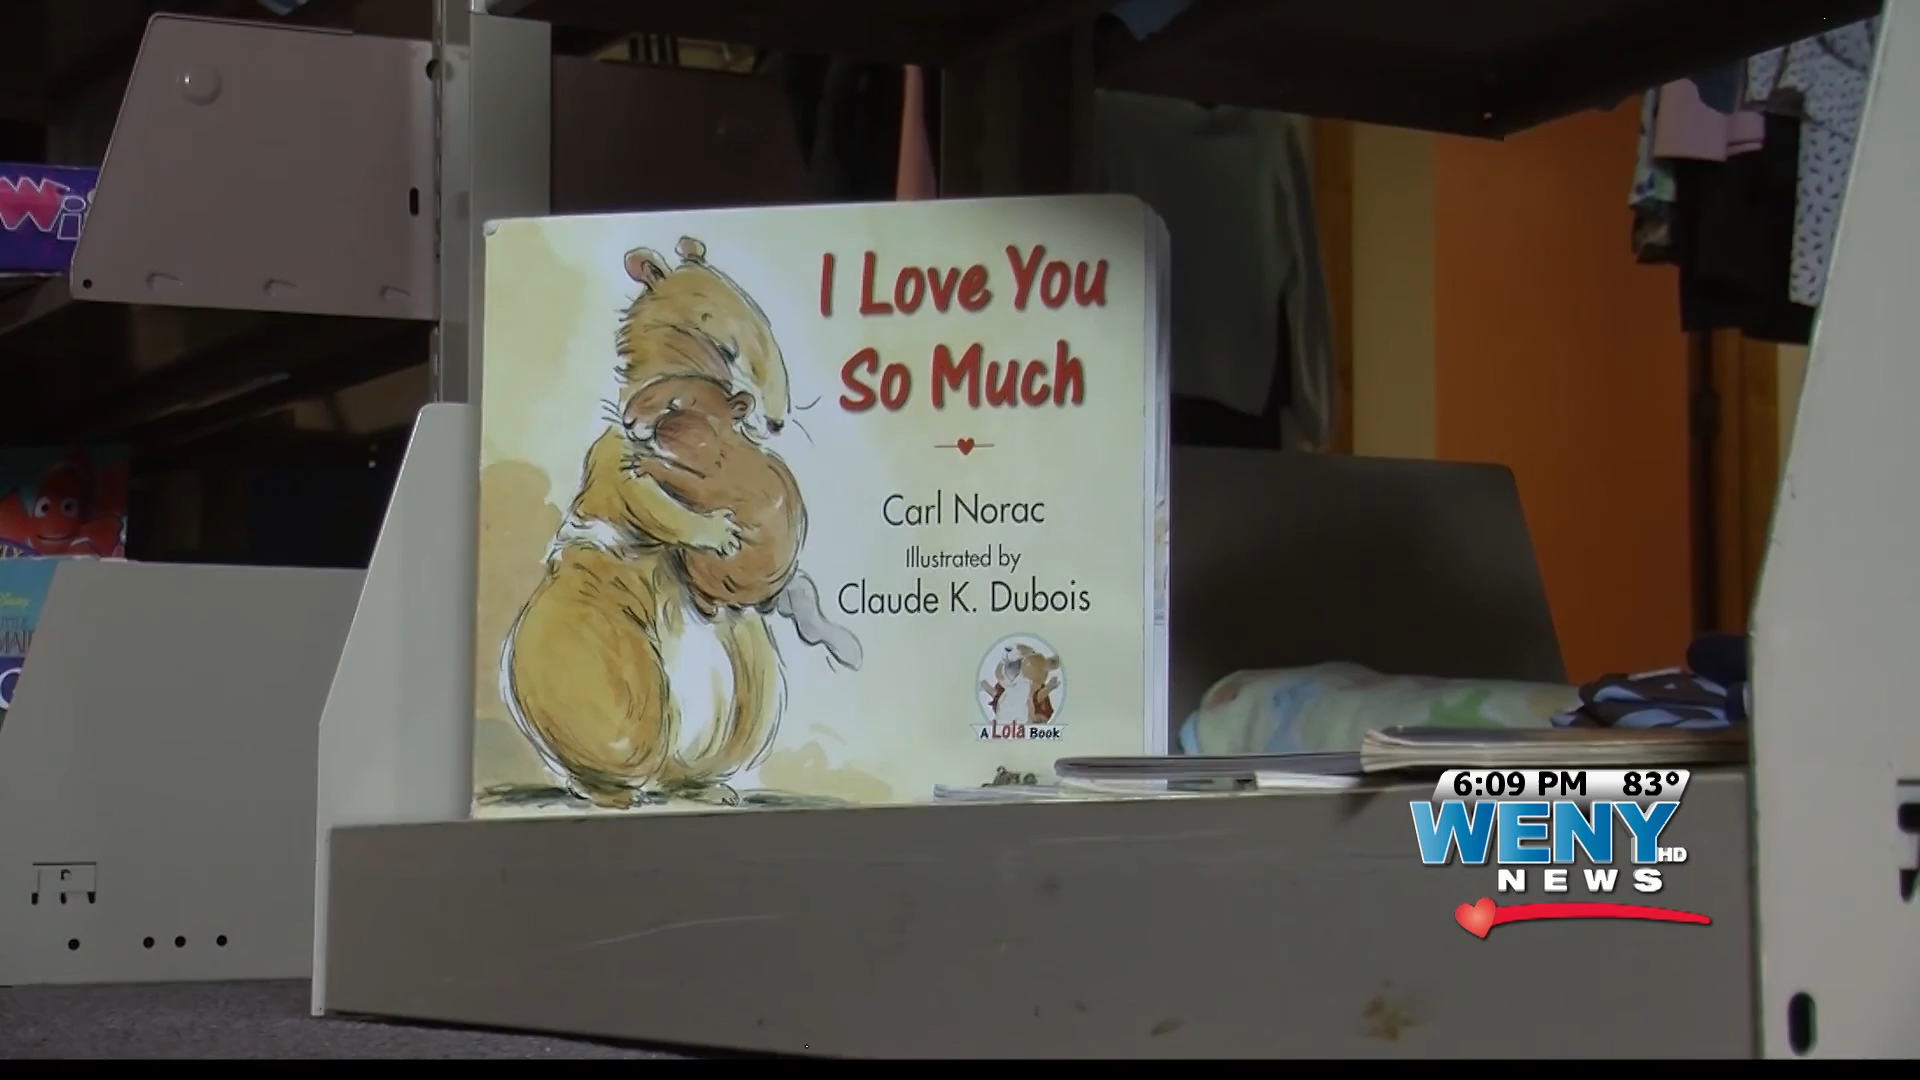 I Love You
So Much
Carl Norac
Illustrated by
Claude K. Dubois
A Lola Book
6:09 PM 83°
WENY HD
NEWS
Disney